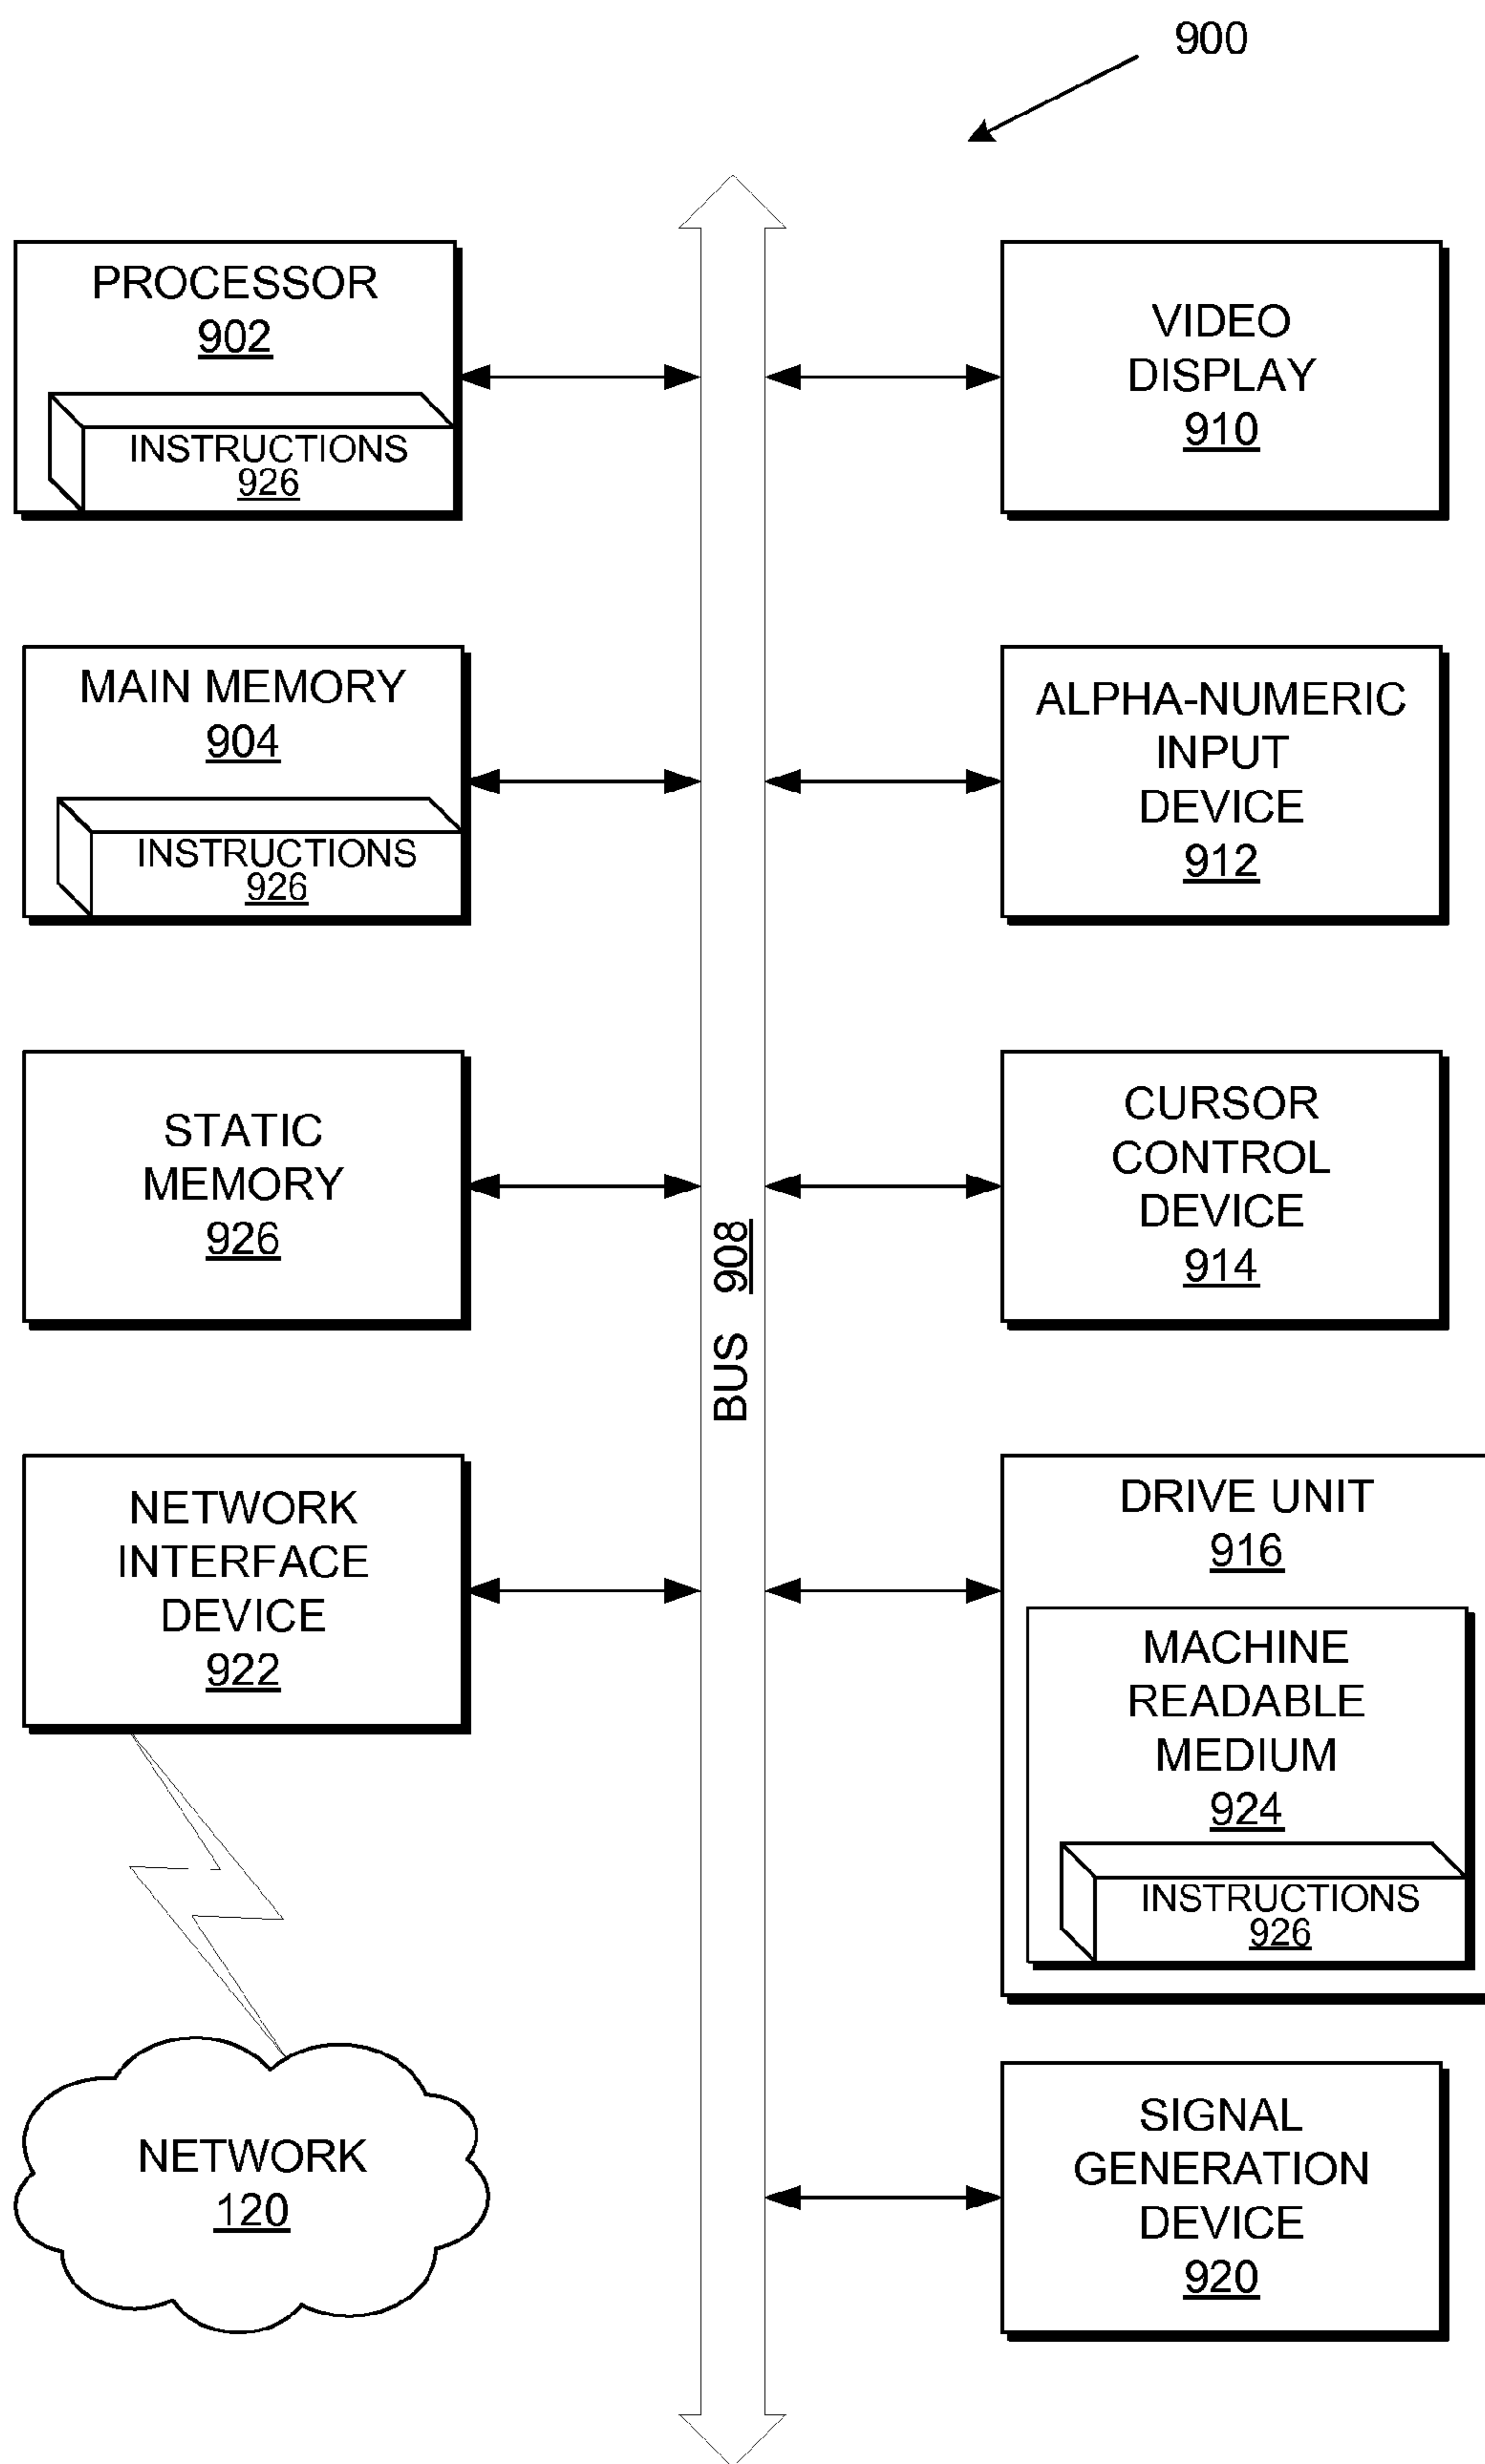 900
PROCESSOR
902
INSTRUCTIONS
926
MAIN MEMORY
904
INSTRUCTIONS
926
STATIC
MEMORY
926
NETWORK
INTERFACE
DEVICE
922
NETWORK
120
BUS 908
VIDEO
DISPLAY
910
ALPHA-NUMERIC
INPUT
DEVICE
912
CURSOR
CONTROL
DEVICE
914
DRIVE UNIT
916
MACHINE
READABLE
MEDIUM
924
INSTRUCTIONS
926
SIGNAL
GENERATION
DEVICE
920